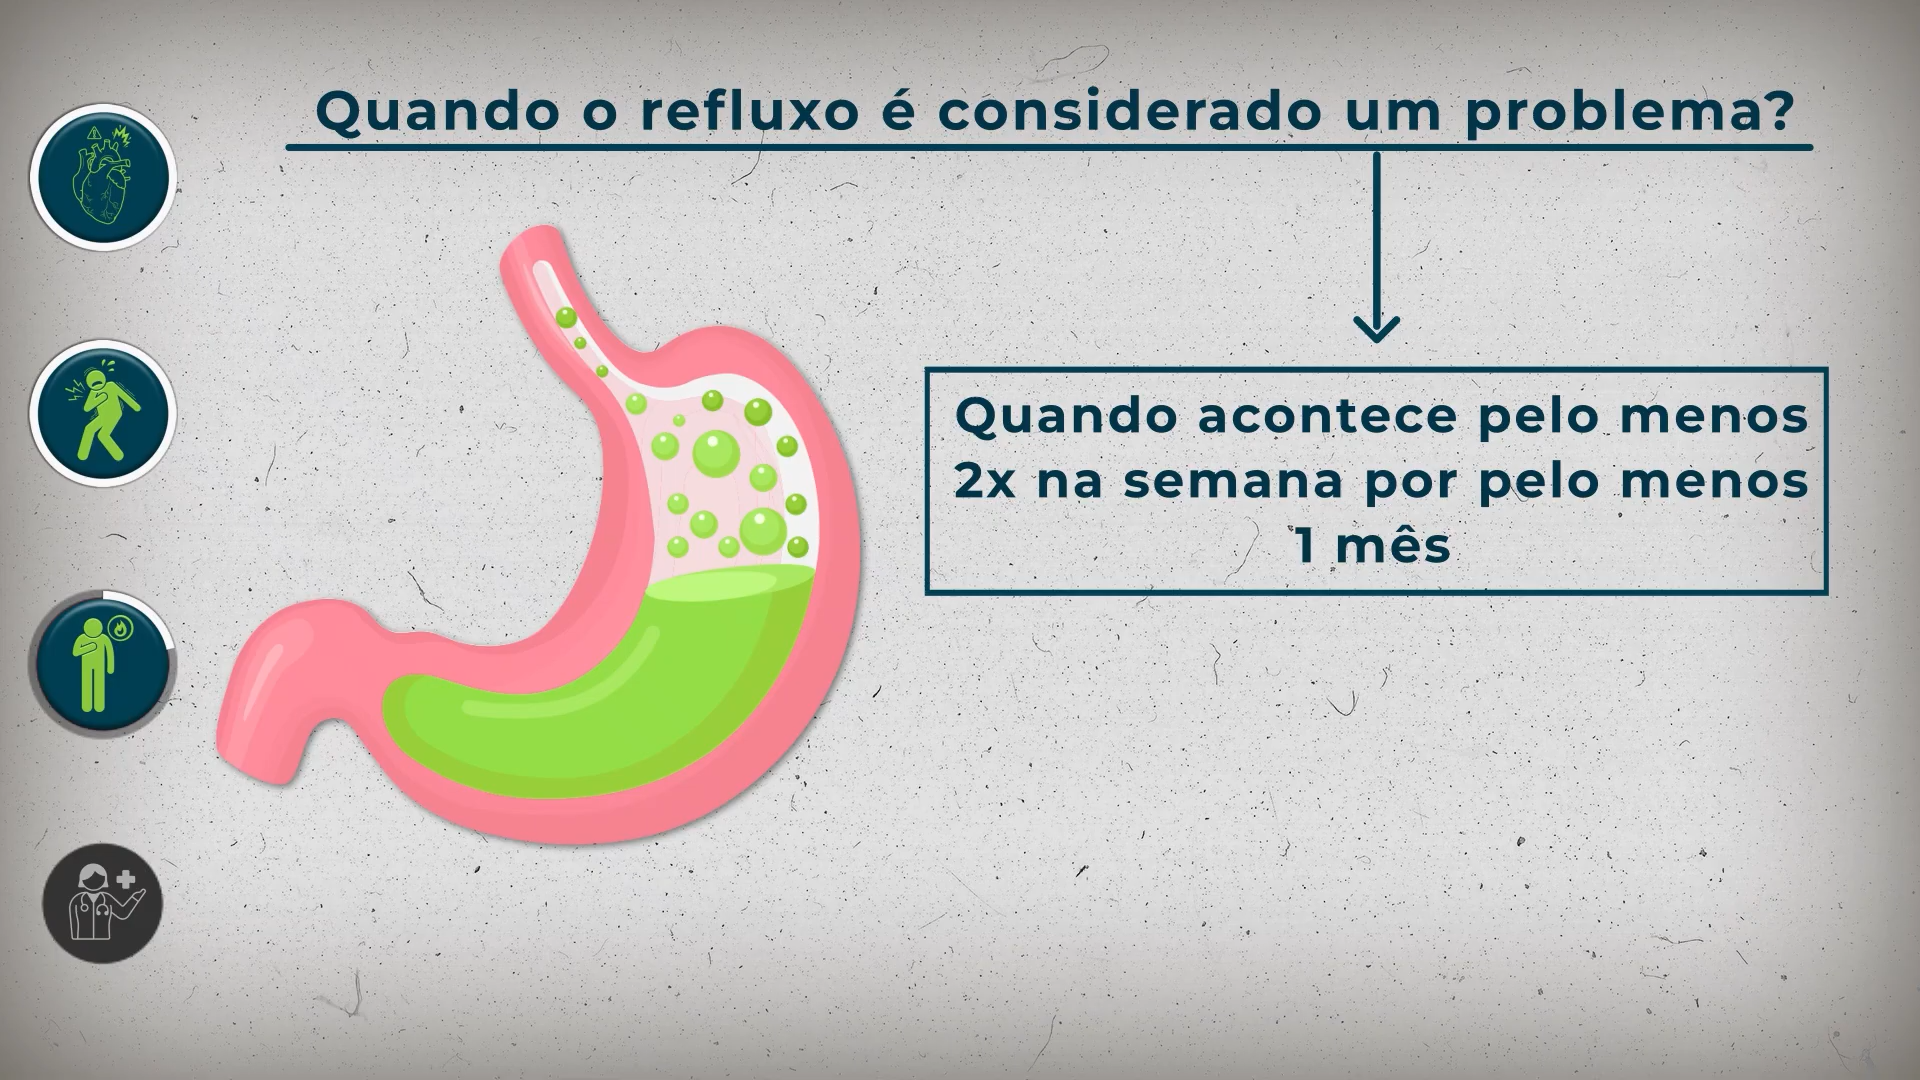 Quando o refluxo é considerado um problema?
Quando acontece pelo menos
2x na semana por pelo menos
1 mês